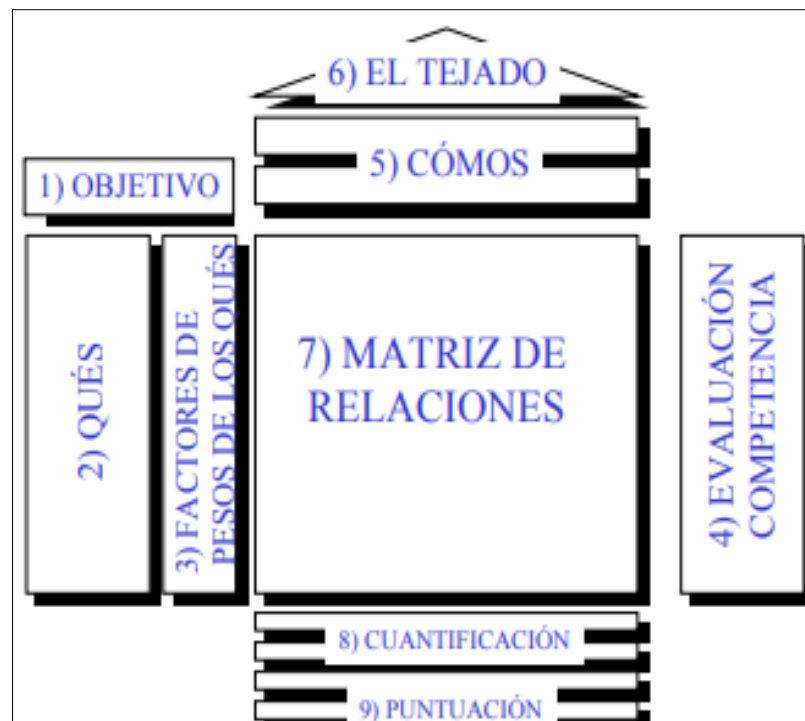 6) EL TEJADO
5) CÓMOS
1) OBJETIVO
2) QUÉS
3) FACTORES DE
PESOS DE LOS QUÉS
7) MATRIZ DE
RELACIONES
4) EVALUACIÓN
COMPETENCIA
8) CUANTIFICACIÓN
9) PUNTUACIÓN